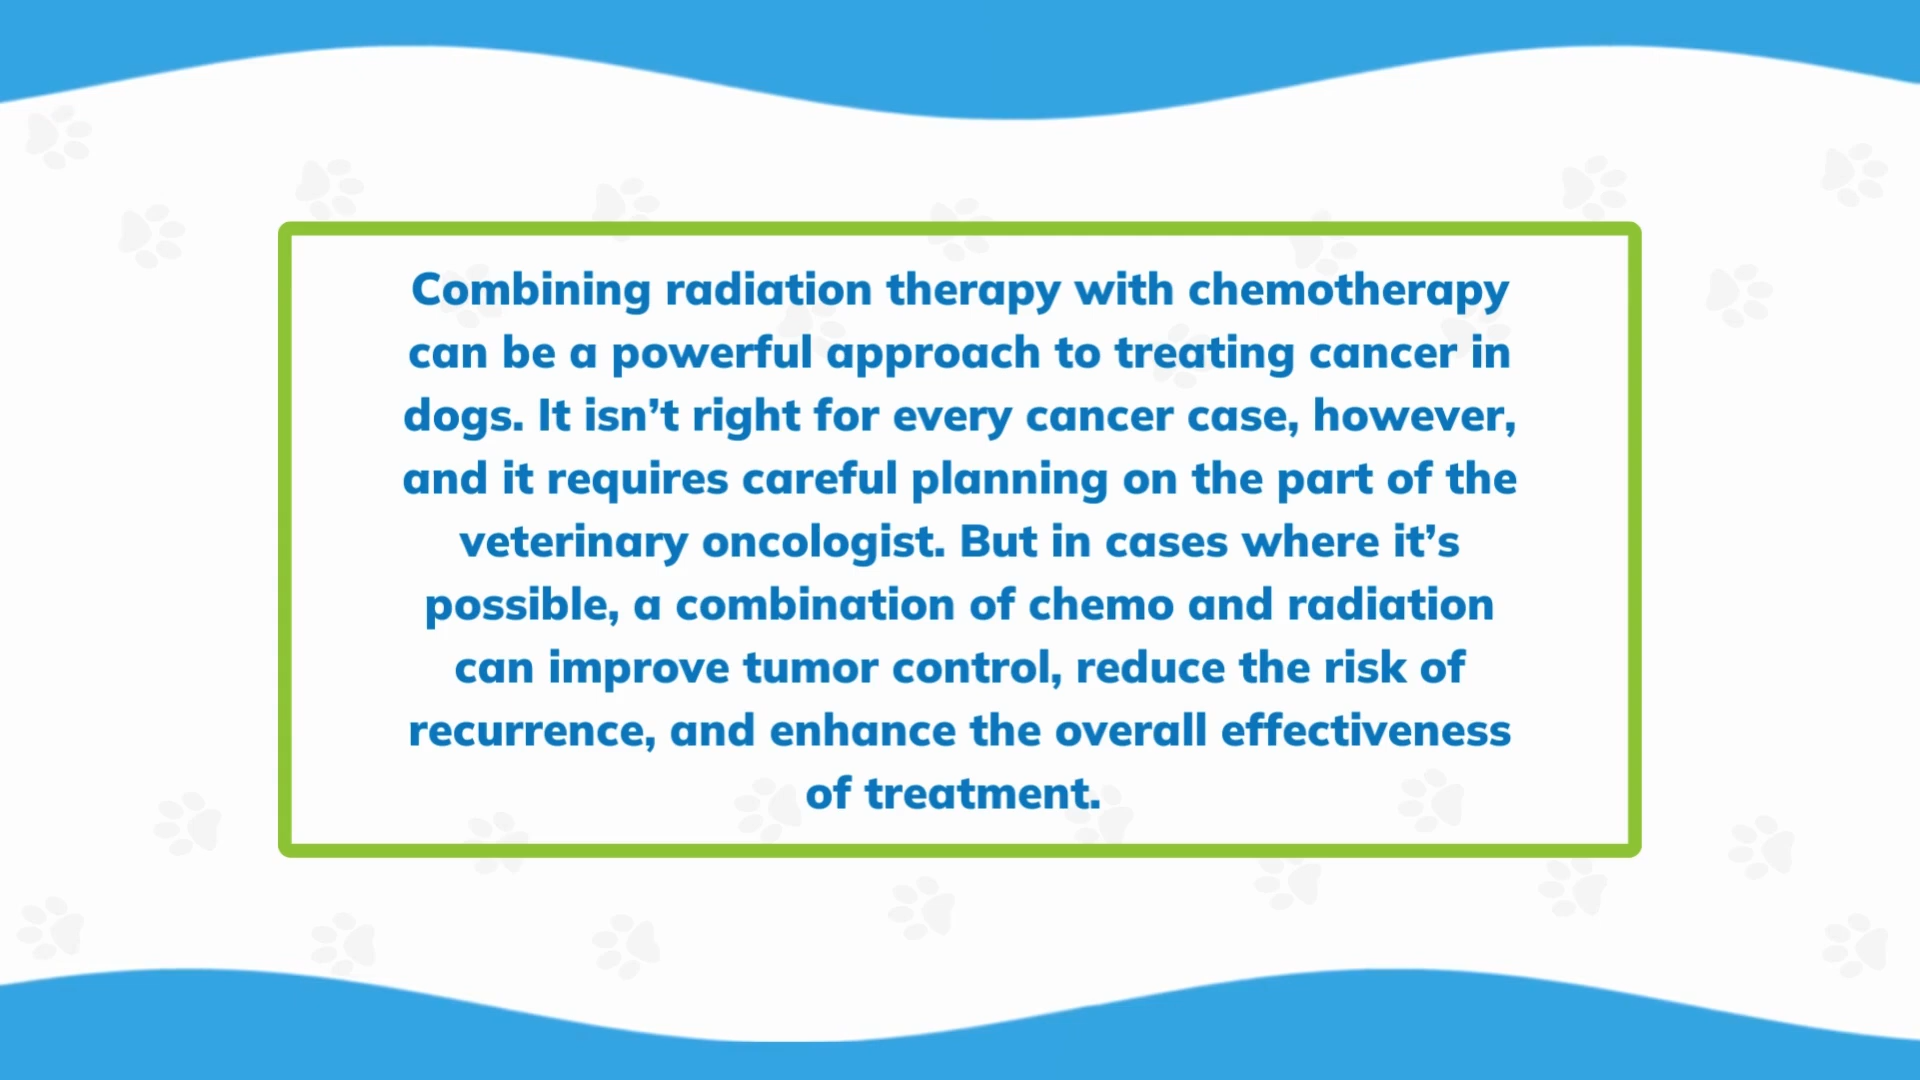 Combining radiation therapy with chemotherapy
can be a powerful approach to treating cancer in
dogs. It isn’t right for every cancer case, however,
and it requires careful planning on the part of the
veterinary oncologist. But in cases where it’s
possible, a combination of chemo and radiation
can improve tumor control, reduce the risk of
recurrence, and enhance the overall effectiveness
of treatment.